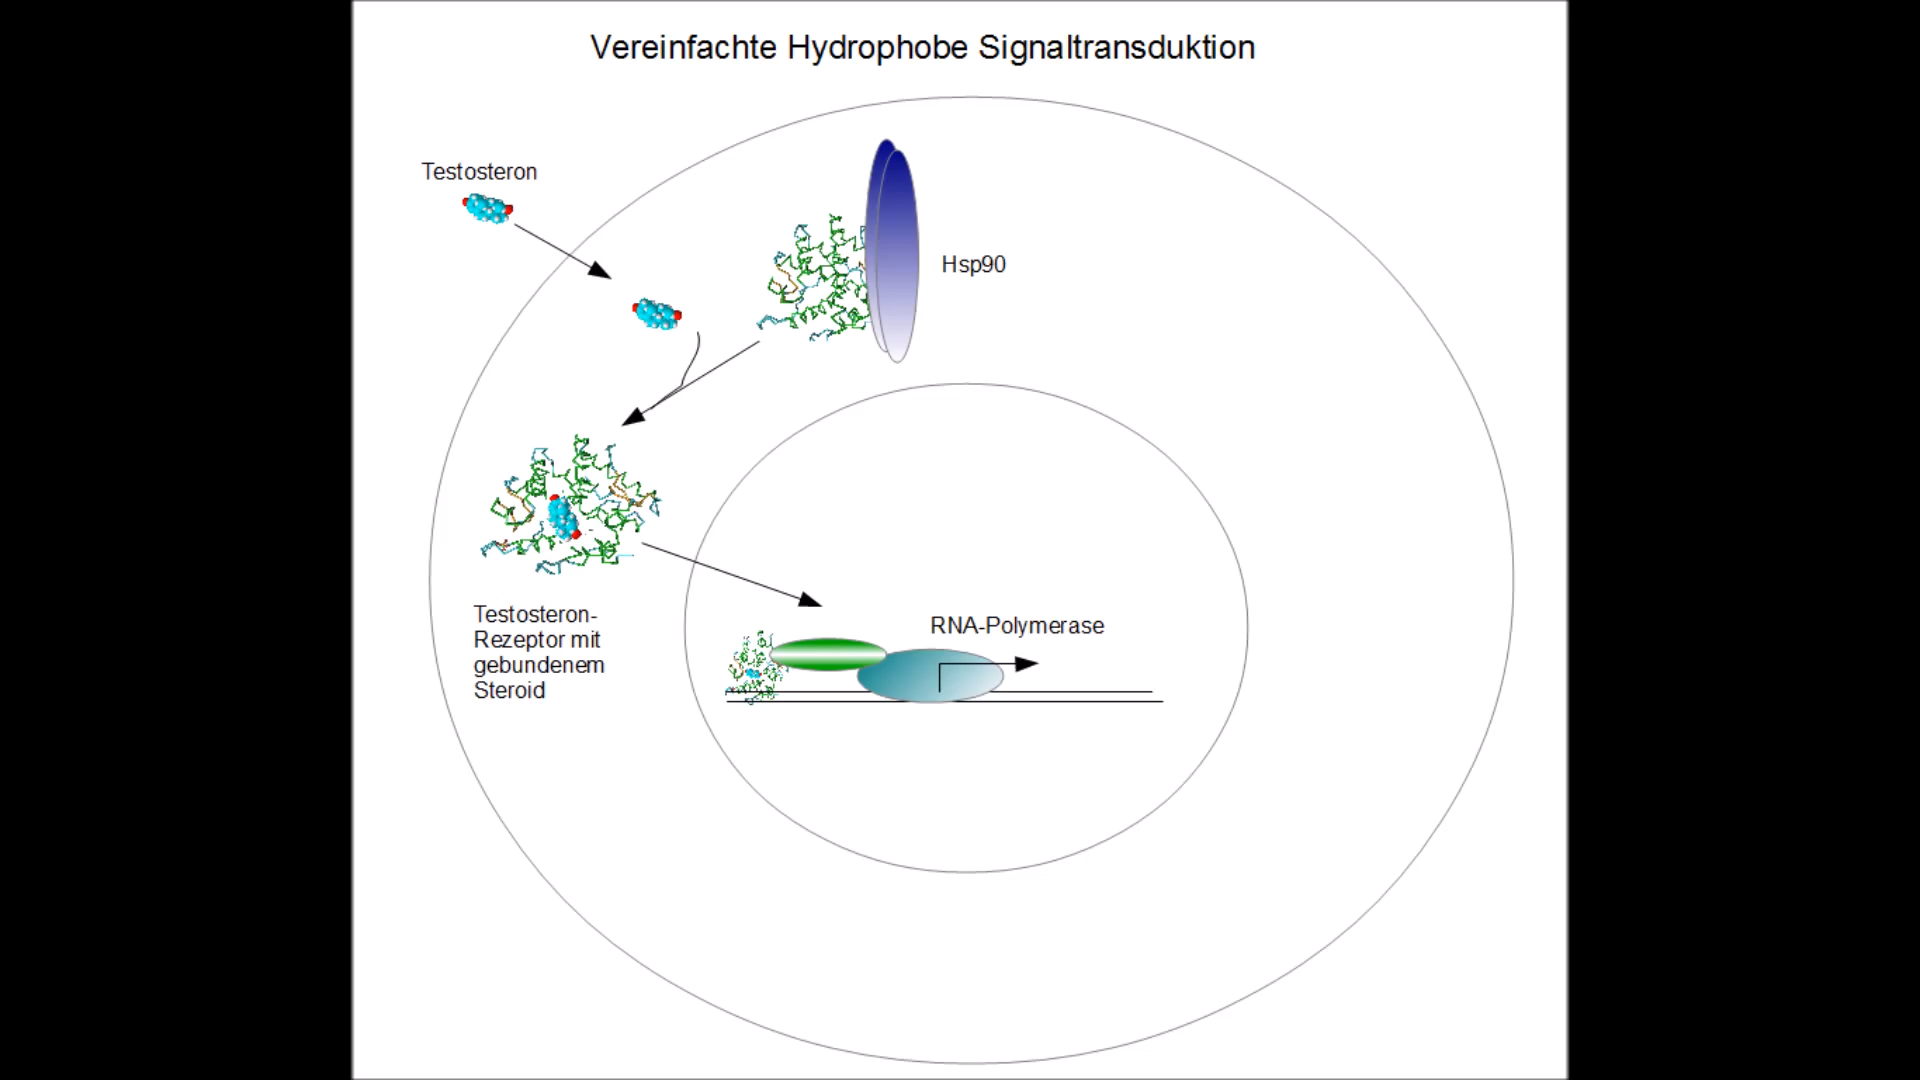 Vereinfachte Hydrophobe Signaltransduktion
Testosteron
Hsp90
Testosteron-
Rezeptor mit
gebundenem
Steroid
RNA-Polymerase